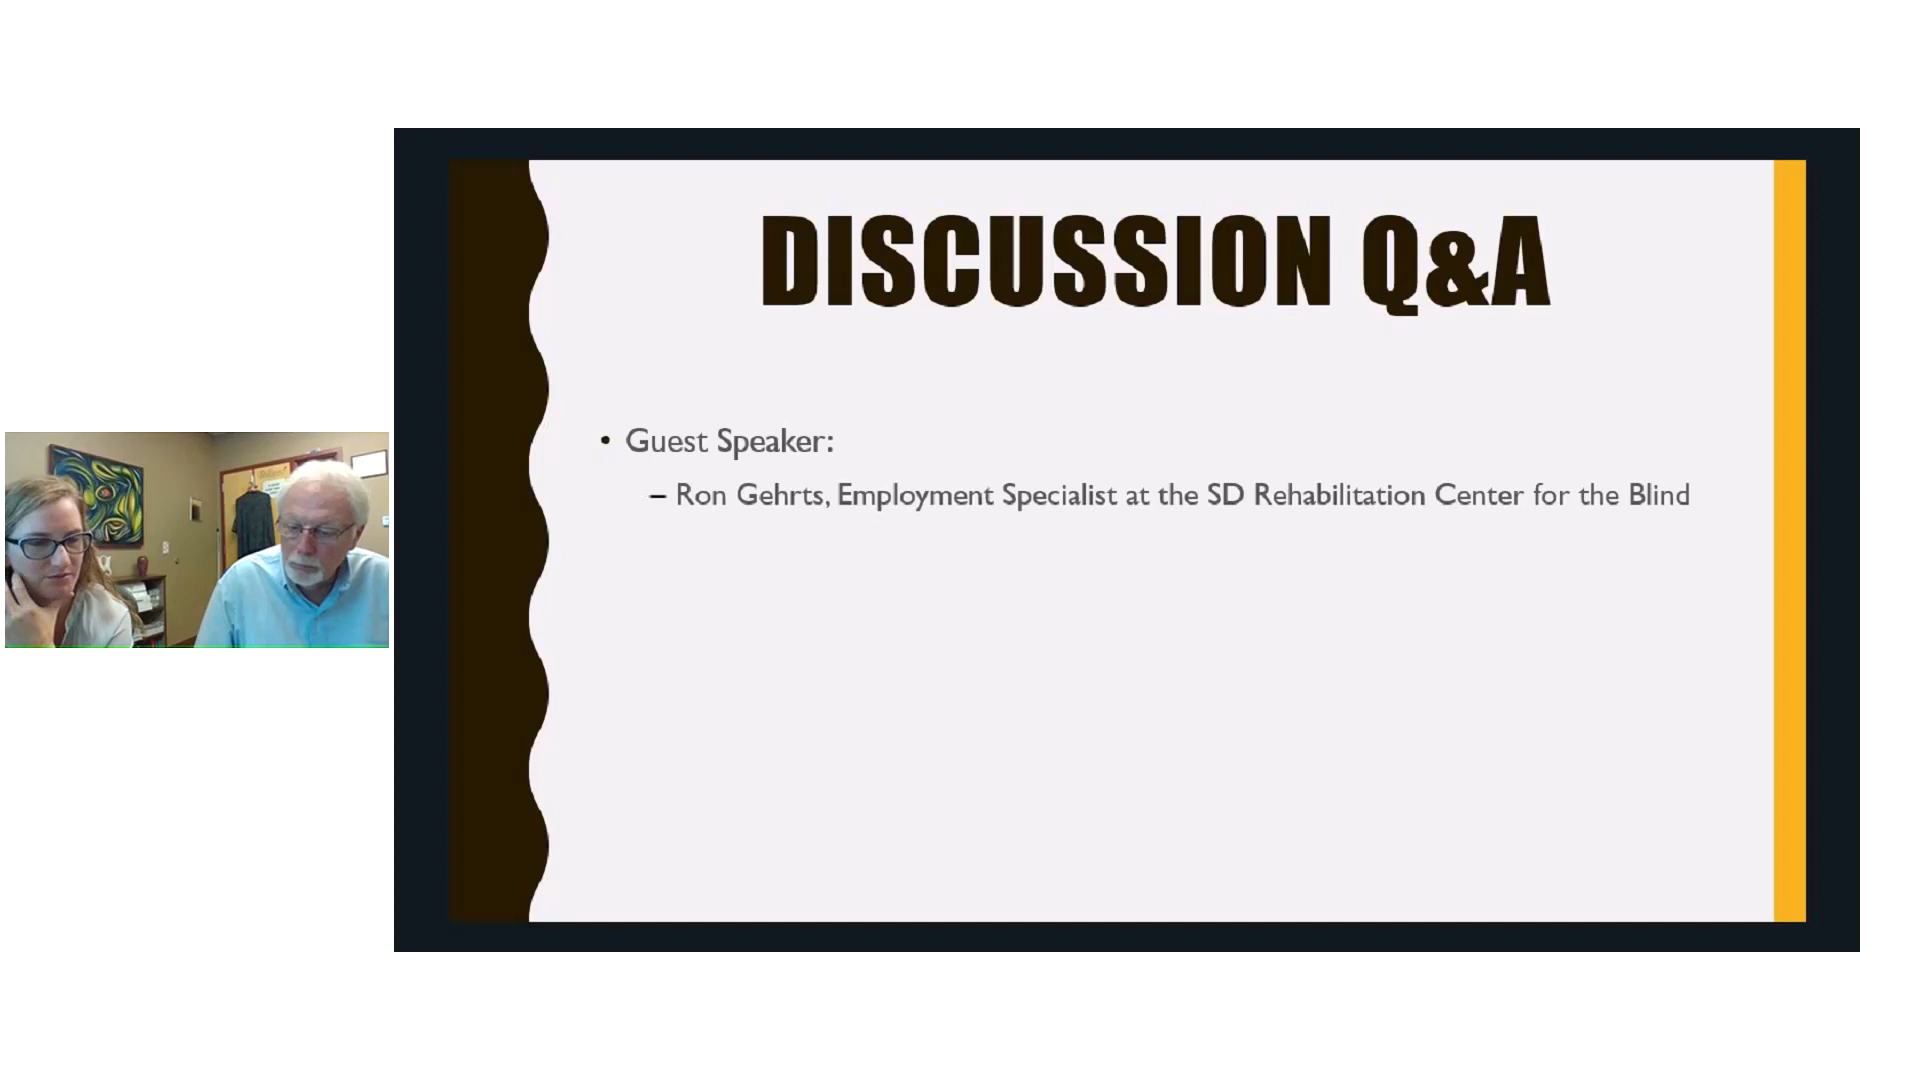 DISCUSSION Q&A
• Guest Speaker:
– Ron Gehrts, Employment Specialist at the SD Rehabilitation Center for the Blind